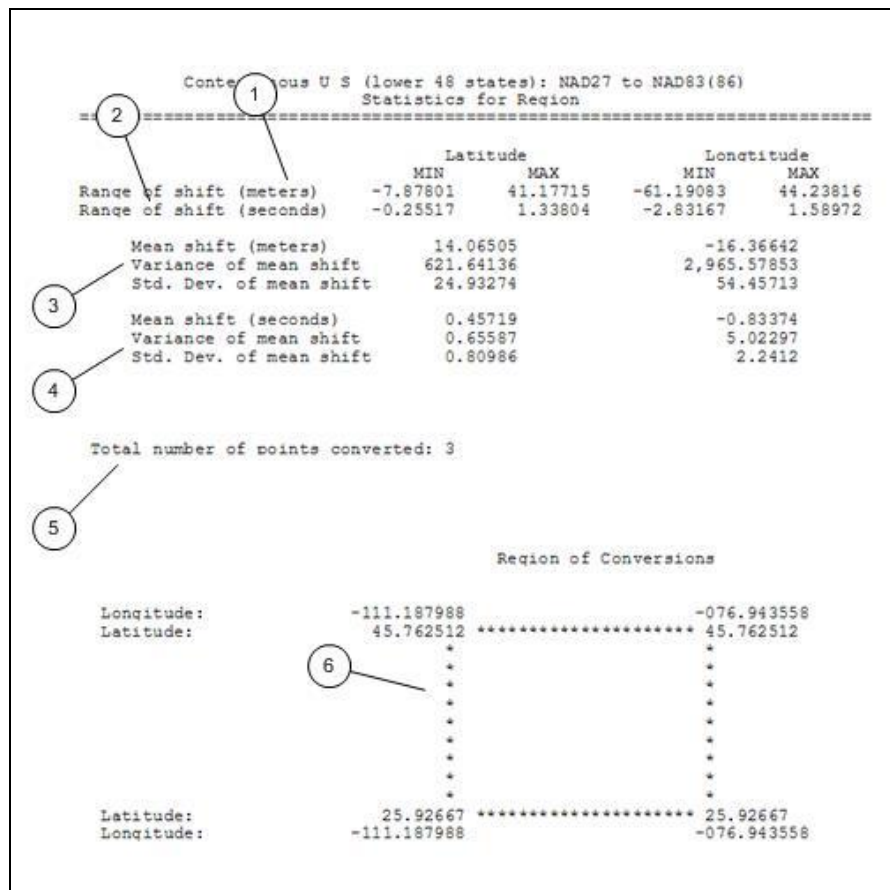 Conte ous U S (lower 48 states): NAD27 to NAD83(86)
Statistics for Region
===========================================================================
Latitude Longtitude
MIN MAX MIN MAX
Range of shift (meters) -7.87801 41.17715 -61.19083 44.23816
Range of shift (seconds) -0.25517 1.33804 -2.83167 1.58972
Mean shift (meters) 14.06505 -16.36642
Variance of mean shift 621.64136 2,965.57853
Std. Dev. of mean shift 24.93274 54.45713
Mean shift (seconds) 0.45719 -0.83374
Variance of mean shift 0.65587 5.02297
Std. Dev. of mean shift 0.80986 2.2412
Total number of points converted: 3
Region of Conversions
Longitude: -111.187988 -076.943558
Latitude: 45.762512 ********************* 45.762512
* *
* *
* *
* *
* *
* *
* *
* *
* *
Latitude: 25.92667 ********************* 25.92667
Longitude: -111.187988 -076.943558
1
2
3
4
5
6